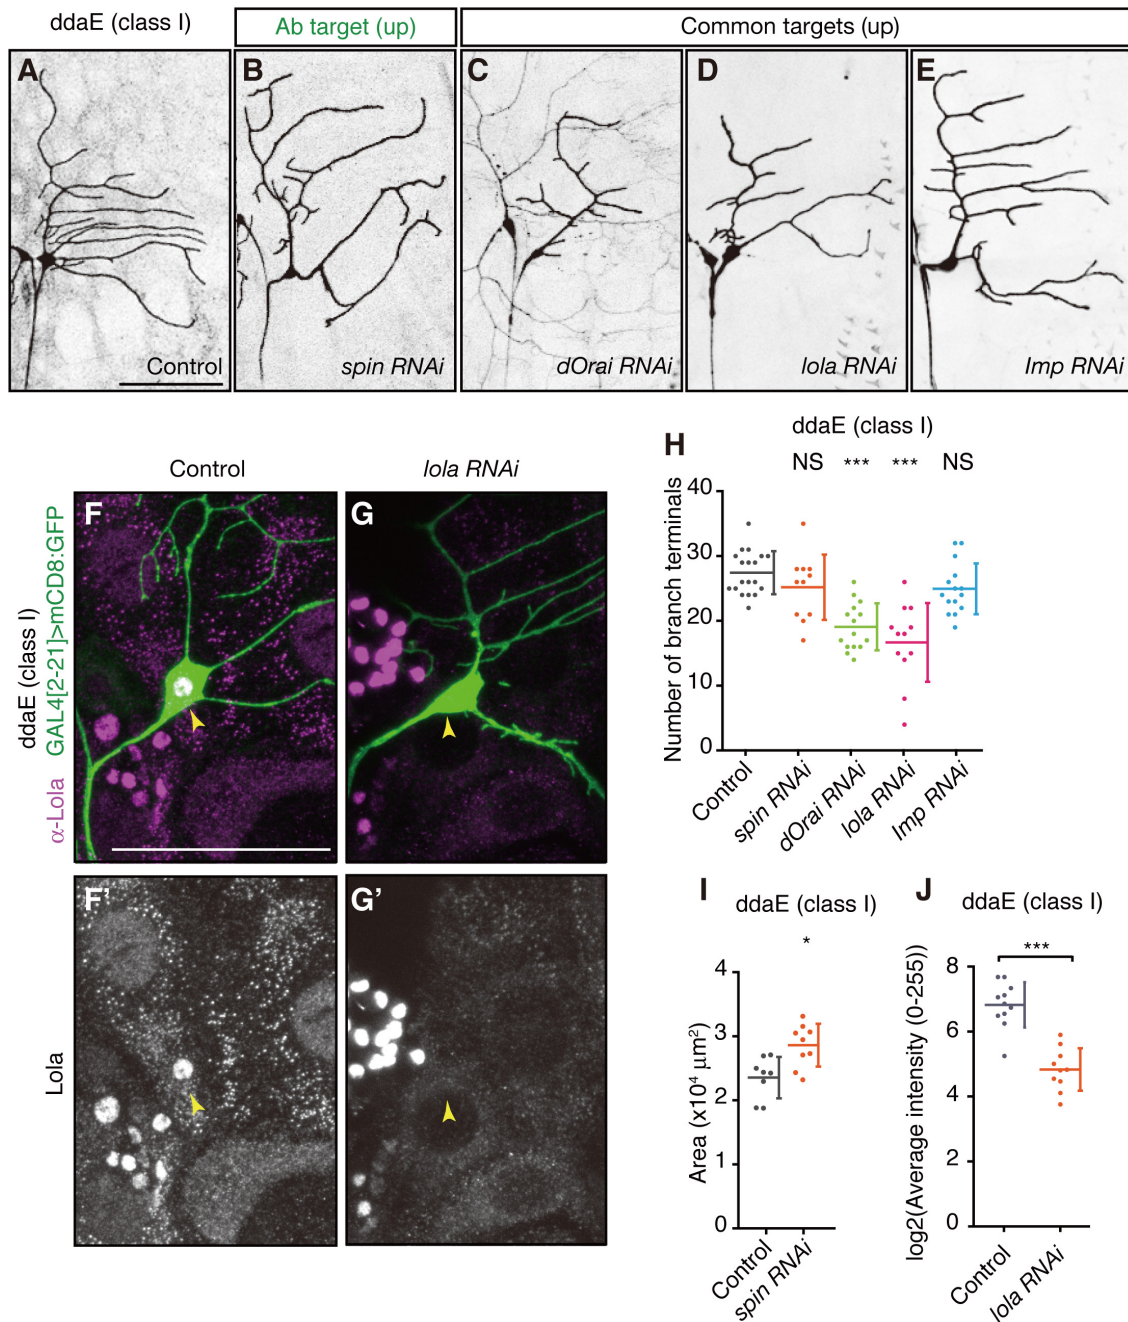 ddaE (class I)
Ab target (up)
Common targets (up)
A
B
C
D
E
Control
spin RNAi
dOrai RNAi
lola RNAi
Imp RNAi
Control
lola RNAi
F
G
ddaE (class I)
α-Lola GAL4[2-21]>mCD8:GFP
F'
G'
Lola
H
ddaE (class I)
NS
***
***
NS
Number of branch terminals
40
30
20
10
0
Control
spin RNAi
dOrai RNAi
lola RNAi
Imp RNAi
I
ddaE (class I)
*
Area (x10⁴ μm²)
4
3
2
1
0
Control
spin RNAi
J
ddaE (class I)
***
log2(Average intensity (0-255))
8
6
4
2
0
Control
lola RNAi